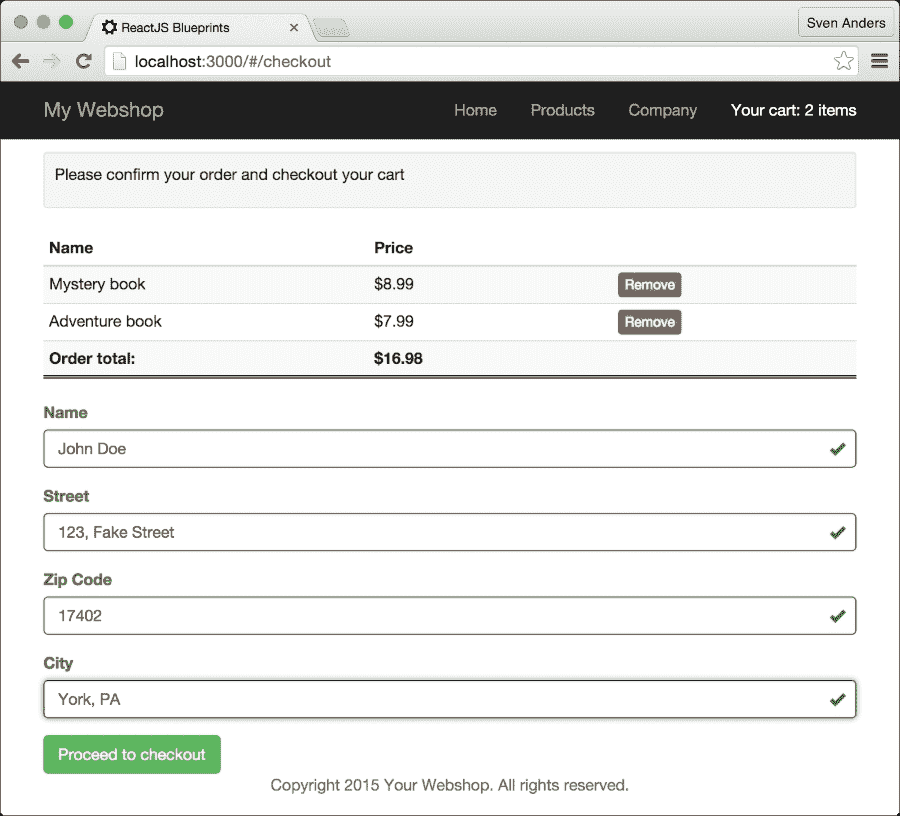 ReactJS Blueprints
Sven Anders
localhost:3000/#/checkout
My Webshop Home Products Company Your cart: 2 items
Please confirm your order and checkout your cart
Name Price
Mystery book $8.99 Remove
Adventure book $7.99 Remove
Order total: $16.98
Name
John Doe
Street
123, Fake Street
Zip Code
17402
City
York, PA
Proceed to checkout
Copyright 2015 Your Webshop. All rights reserved.